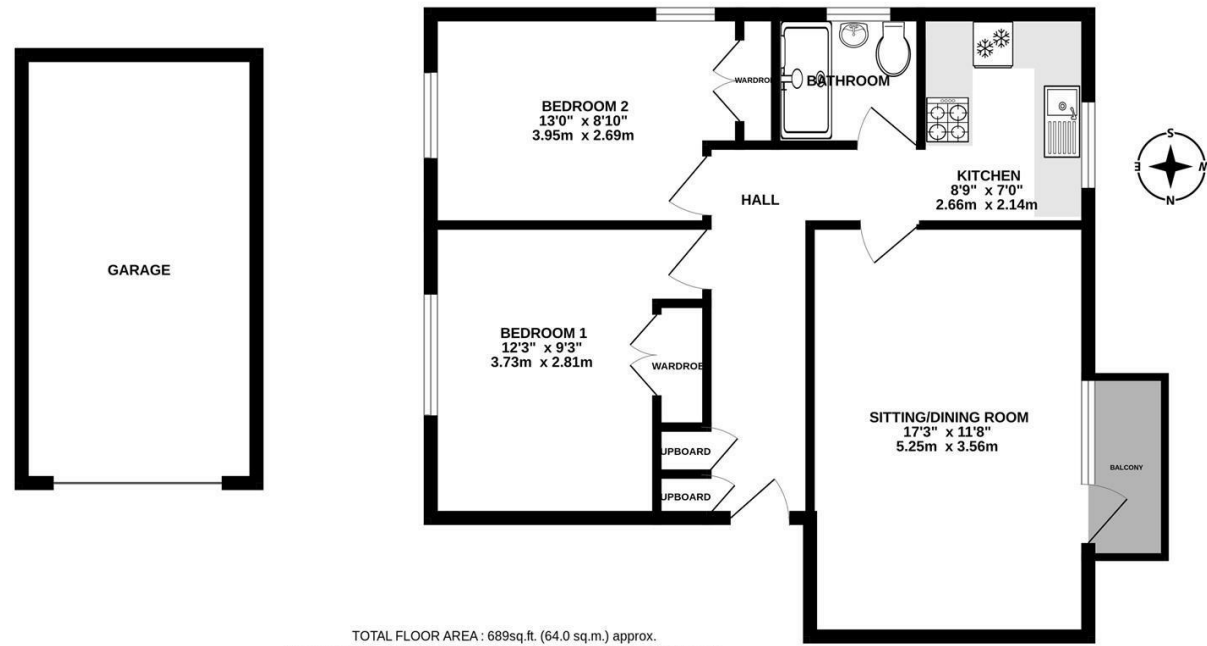 GARAGE
BEDROOM 2
13'0" x 8'10"
3.95m x 2.69m
WARDROB
BATHROOM
KITCHEN
8'9" x 7'0"
2.66m x 2.14m
HALL
BEDROOM 1
12'3" x 9'3"
3.73m x 2.81m
WARDROB
UPBOARD
UPBOARD
SITTING/DINING ROOM
17'3" x 11'8"
5.25m x 3.56m
BALCONY
S
E
W
N
TOTAL FLOOR AREA : 689sq.ft. (64.0 sq.m.) approx.